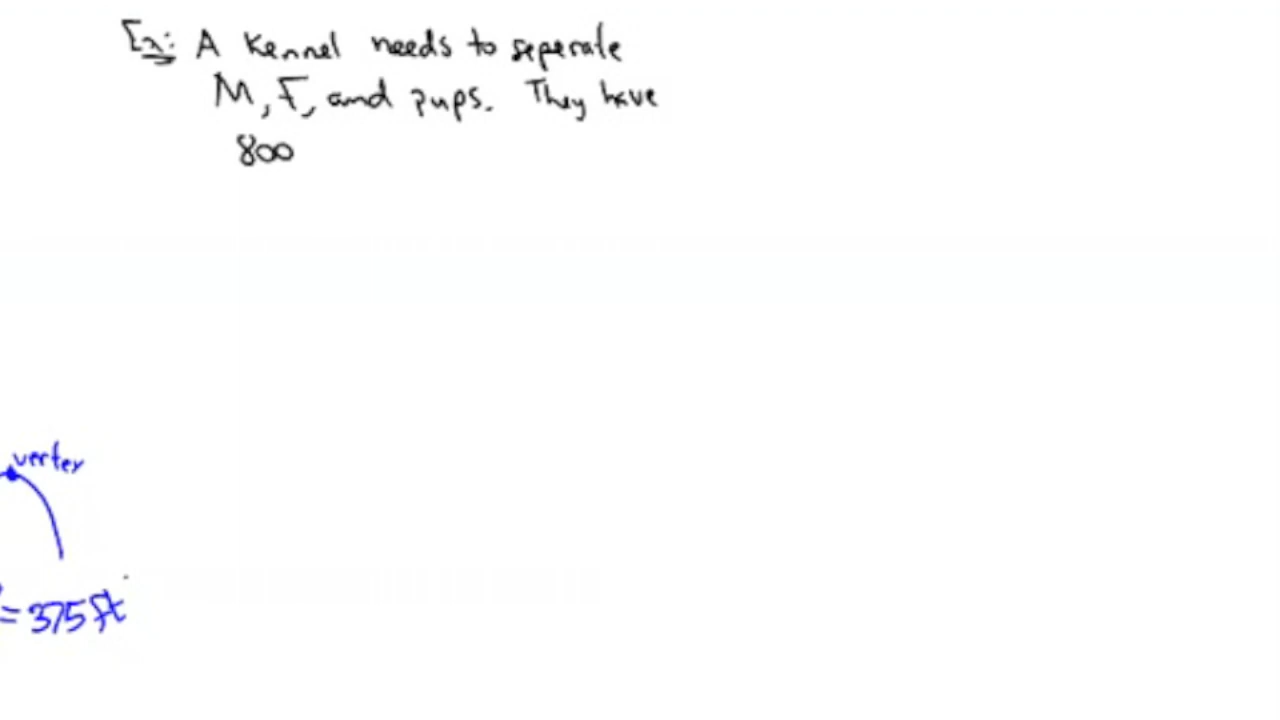 Ex: A Kennel needs to seperate
M, F, and pups. They have
800
vertex
= 375 ft